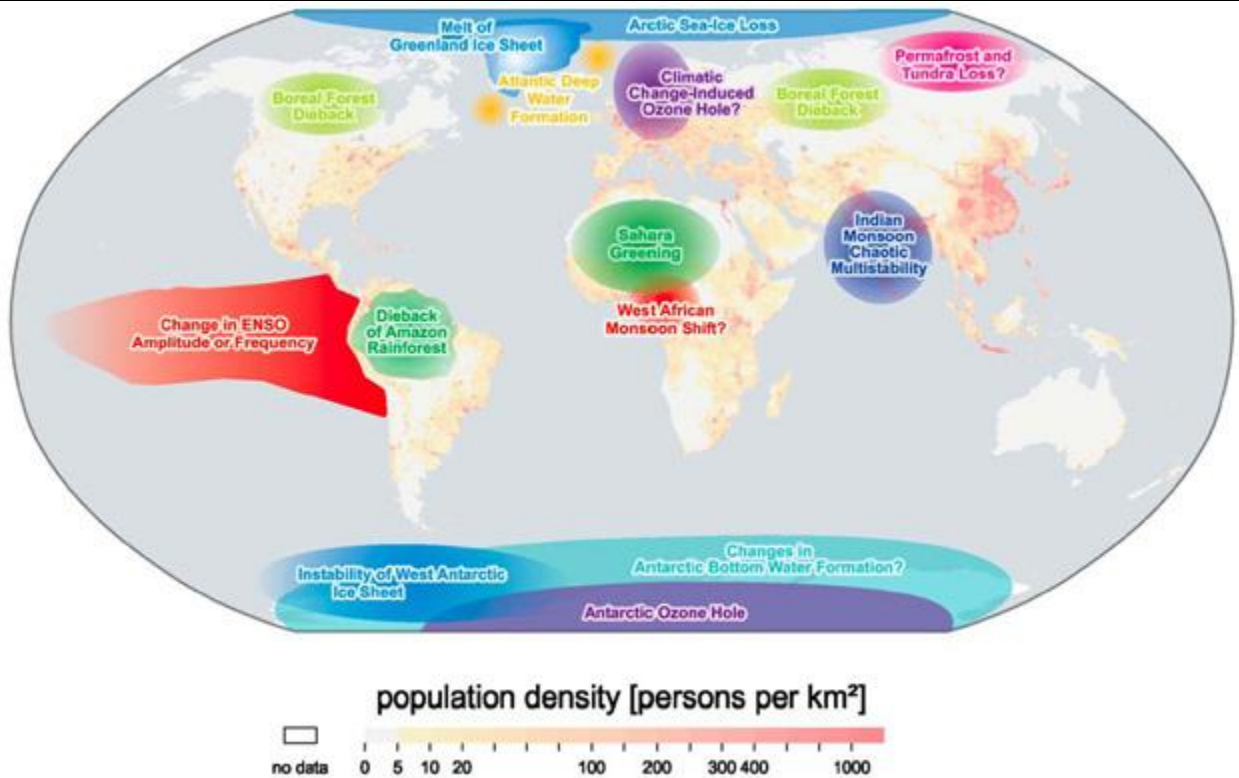 Melt of
Greenland Ice Sheet
Arctic Sea-Ice Loss
Permafrost and
Tundra Loss?
Atlantic Deep
Water
Formation
Climatic
Change-Induced
Ozone Hole?
Boreal Forest
Dieback
Boreal Forest
Dieback
Sahara
Greening
Indian
Monsoon
Chaotic
Multistability
West African
Monsoon Shift?
Change in ENSO
Amplitude or Frequency
Dieback
of Amazon
Rainforest
Changes in
Antarctic Bottom Water Formation?
Instability of West Antarctic
Ice Sheet
Antarctic Ozone Hole
population density [persons per km²]
no data 0 5 10 20 100 200 300 400 1000